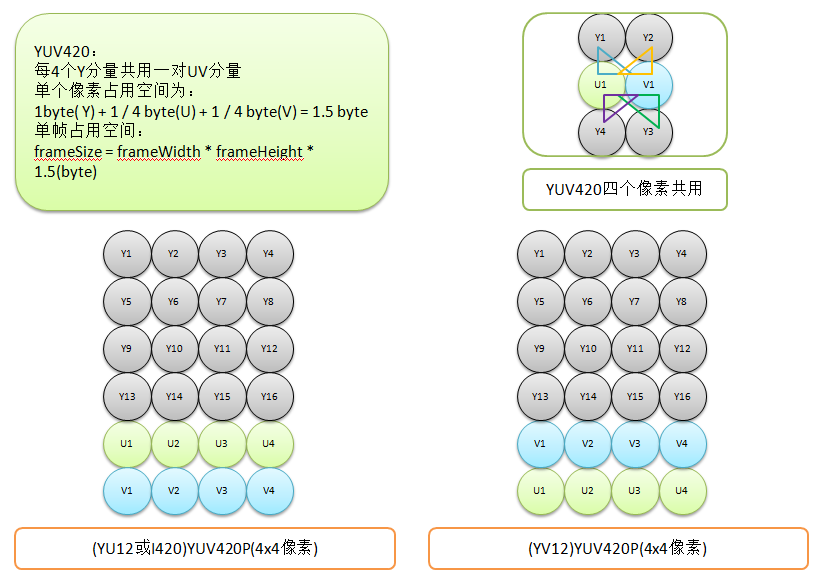 YUV420：
每4个Y分量共用一对UV分量
单个像素占用空间为：
1byte( Y) + 1 / 4 byte(U) + 1 / 4 byte(V) = 1.5 byte
单帧占用空间：
frameSize = frameWidth * frameHeight *
1.5(byte)
Y1 Y2
U1 V1
Y4 Y3
YUV420四个像素共用
Y1 Y2 Y3 Y4
Y5 Y6 Y7 Y8
Y9 Y10 Y11 Y12
Y13 Y14 Y15 Y16
U1 U2 U3 U4
V1 V2 V3 V4
(YU12或I420)YUV420P(4x4像素)
Y1 Y2 Y3 Y4
Y5 Y6 Y7 Y8
Y9 Y10 Y11 Y12
Y13 Y14 Y15 Y16
V1 V2 V3 V4
U1 U2 U3 U4
(YV12)YUV420P(4x4像素)